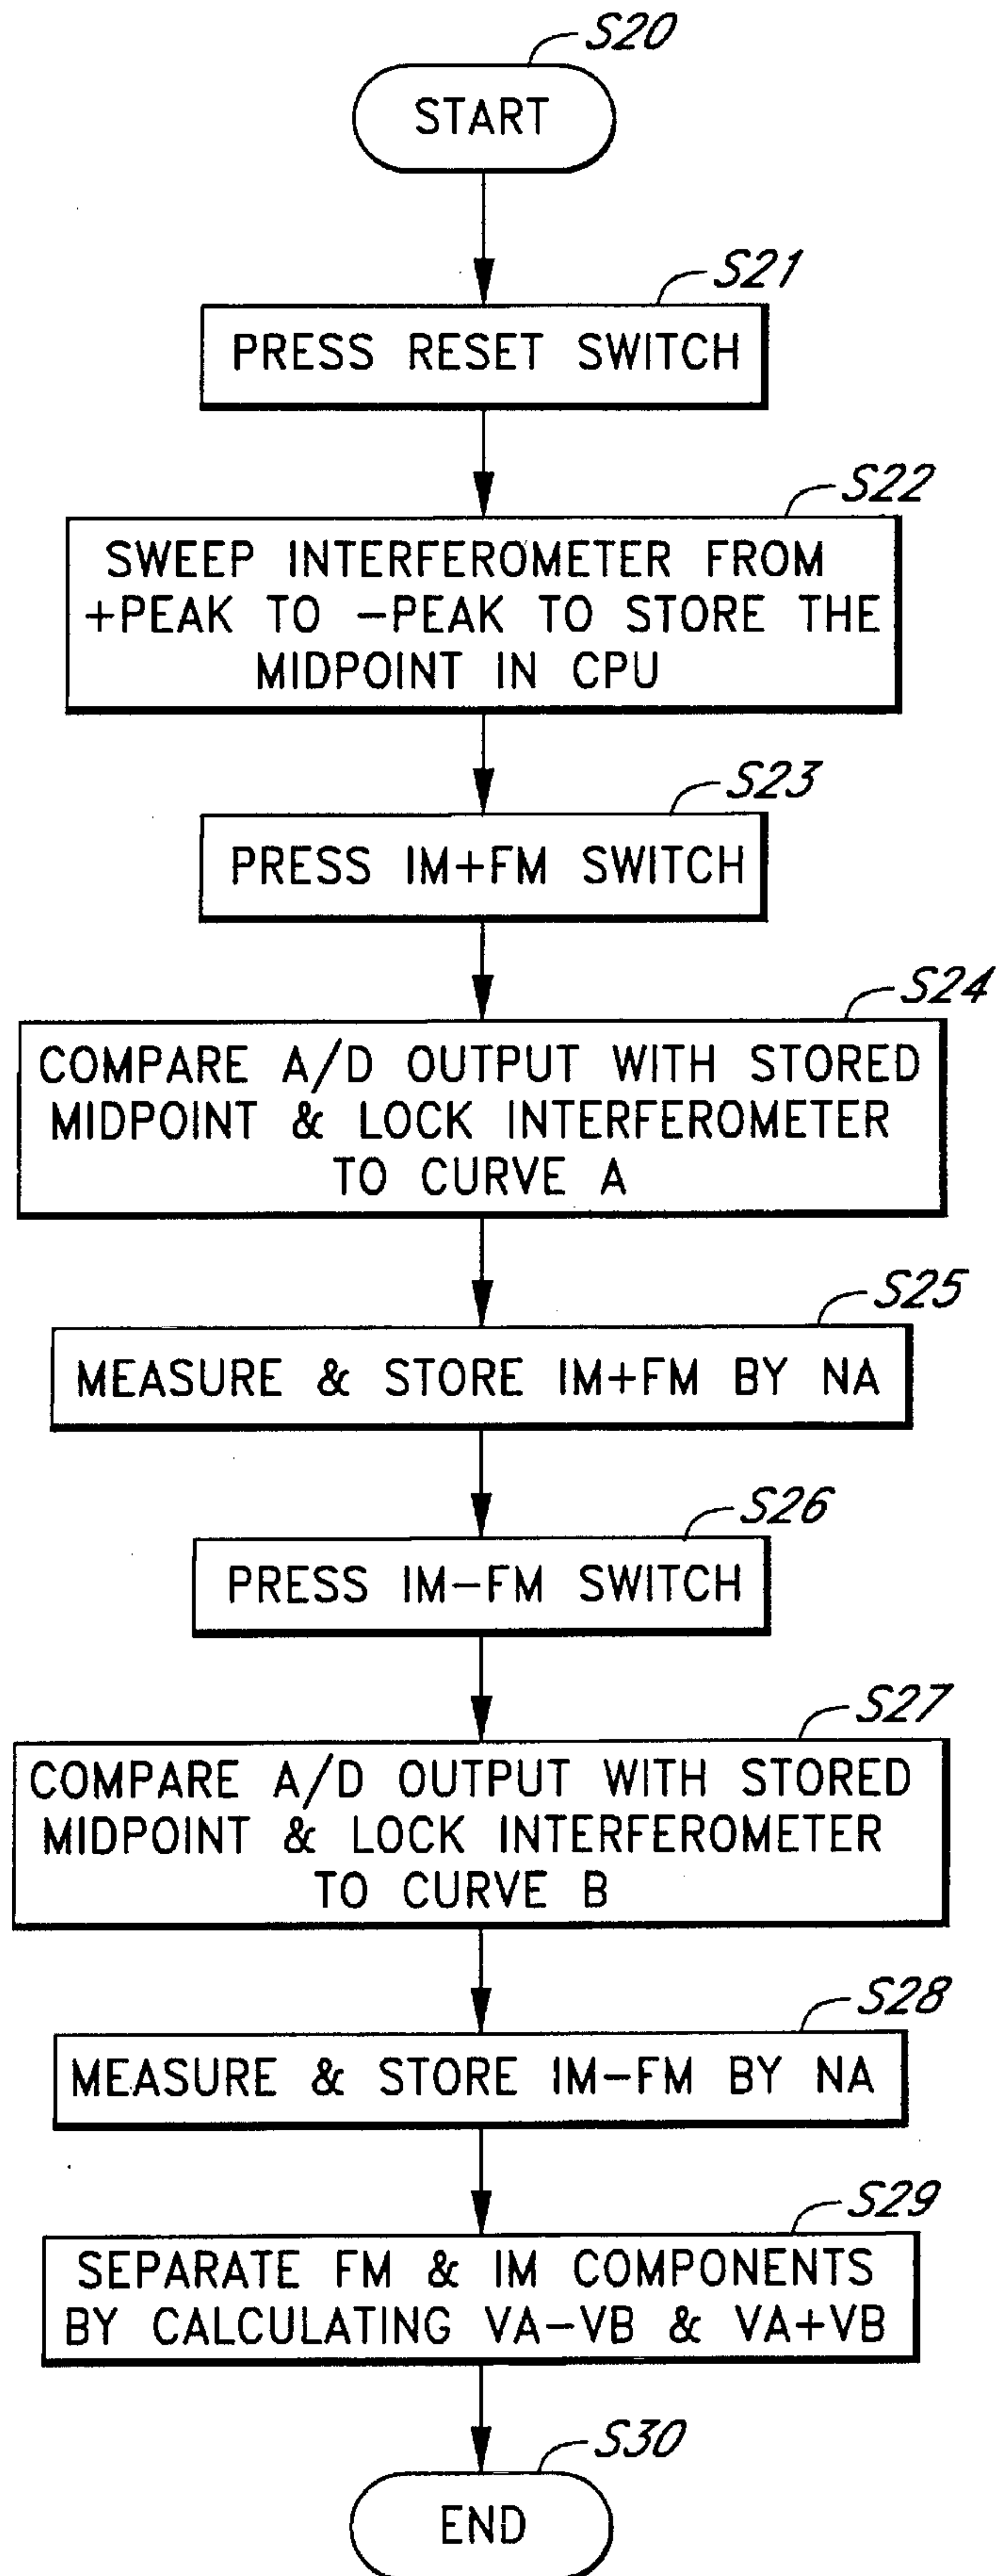 S20
START
S21
PRESS RESET SWITCH
S22
SWEEP INTERFEROMETER FROM
+PEAK TO -PEAK TO STORE THE
MIDPOINT IN CPU
S23
PRESS IM+FM SWITCH
S24
COMPARE A/D OUTPUT WITH STORED
MIDPOINT & LOCK INTERFEROMETER
TO CURVE A
S25
MEASURE & STORE IM+FM BY NA
S26
PRESS IM-FM SWITCH
S27
COMPARE A/D OUTPUT WITH STORED
MIDPOINT & LOCK INTERFEROMETER
TO CURVE B
S28
MEASURE & STORE IM-FM BY NA
S29
SEPARATE FM & IM COMPONENTS
BY CALCULATING VA-VB & VA+VB
S30
END